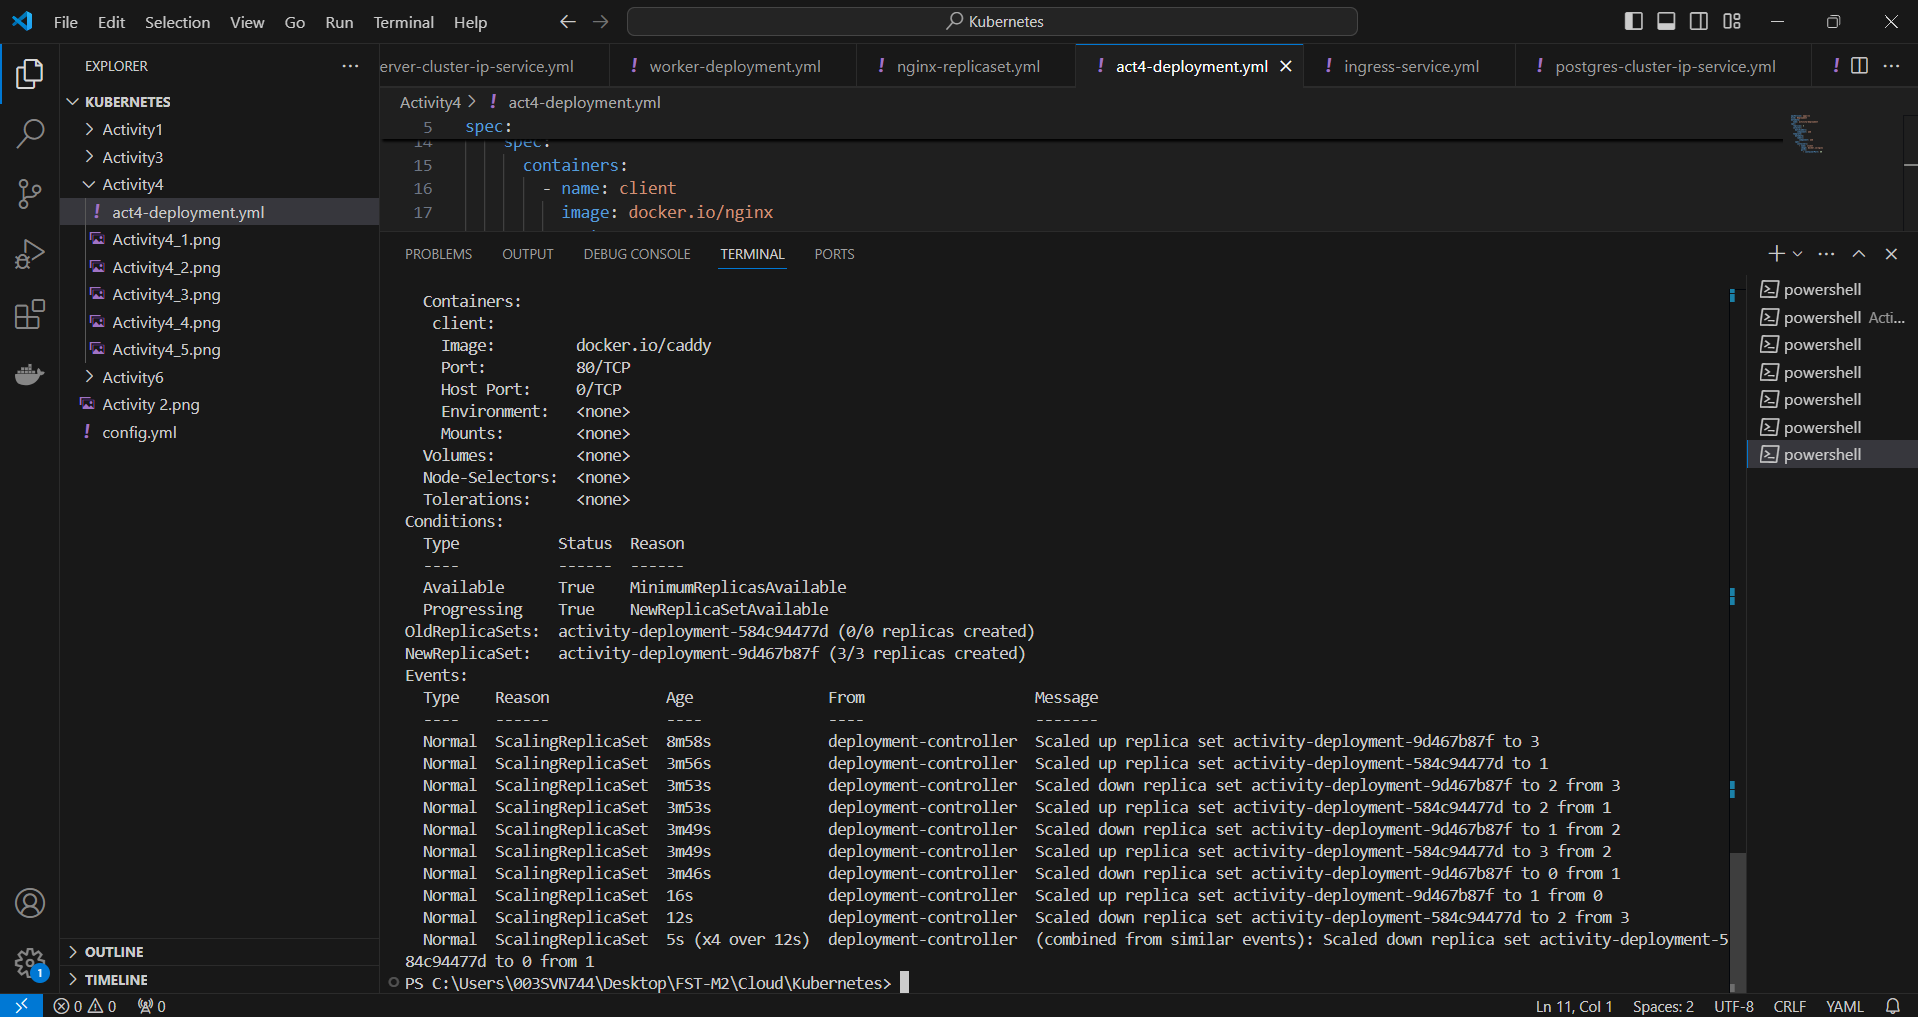 File Edit Selection View Go Run Terminal Help
Kubernetes
EXPLORER
KUBERNETES
Activity1
Activity3
Activity4
! act4-deployment.yml
Activity4_1.png
Activity4_2.png
Activity4_3.png
Activity4_4.png
Activity4_5.png
Activity6
Activity 2.png
! config.yml
OUTLINE
TIMELINE
erver-cluster-ip-service.yml ! worker-deployment.yml ! nginx-replicaset.yml ! act4-deployment.yml ! ingress-service.yml ! postgres-cluster-ip-service.yml !
Activity4 > ! act4-deployment.yml
5 spec:
14 spec:
15 containers:
16 - name: client
17 image: docker.io/nginx
PROBLEMS OUTPUT DEBUG CONSOLE TERMINAL PORTS
Containers:
client:
Image: docker.io/caddy
Port: 80/TCP
Host Port: 0/TCP
Environment: <none>
Mounts: <none>
Volumes: <none>
Node-Selectors: <none>
Tolerations: <none>
Conditions:
Type Status Reason
---- ------ ------
Available True MinimumReplicasAvailable
Progressing True NewReplicaSetAvailable
OldReplicaSets: activity-deployment-584c94477d (0/0 replicas created)
NewReplicaSet: activity-deployment-9d467b87f (3/3 replicas created)
Events:
Type Reason Age From Message
---- ------ ---- ---- -------
Normal ScalingReplicaSet 8m58s deployment-controller Scaled up replica set activity-deployment-9d467b87f to 3
Normal ScalingReplicaSet 3m56s deployment-controller Scaled up replica set activity-deployment-584c94477d to 1
Normal ScalingReplicaSet 3m53s deployment-controller Scaled down replica set activity-deployment-9d467b87f to 2 from 3
Normal ScalingReplicaSet 3m53s deployment-controller Scaled up replica set activity-deployment-584c94477d to 2 from 1
Normal ScalingReplicaSet 3m49s deployment-controller Scaled down replica set activity-deployment-9d467b87f to 1 from 2
Normal ScalingReplicaSet 3m49s deployment-controller Scaled up replica set activity-deployment-584c94477d to 3 from 2
Normal ScalingReplicaSet 3m46s deployment-controller Scaled down replica set activity-deployment-9d467b87f to 0 from 1
Normal ScalingReplicaSet 16s deployment-controller Scaled up replica set activity-deployment-9d467b87f to 1 from 0
Normal ScalingReplicaSet 12s deployment-controller Scaled down replica set activity-deployment-584c94477d to 2 from 3
Normal ScalingReplicaSet 5s (x4 over 12s) deployment-controller (combined from similar events): Scaled down replica set activity-deployment-5
84c94477d to 0 from 1
PS C:\Users\003SVN744\Desktop\FST-M2\Cloud\Kubernetes>
powershell
powershell Acti...
powershell
powershell
powershell
powershell
powershell
1
0 0 0 Ln 11, Col 1 Spaces: 2 UTF-8 CRLF YAML